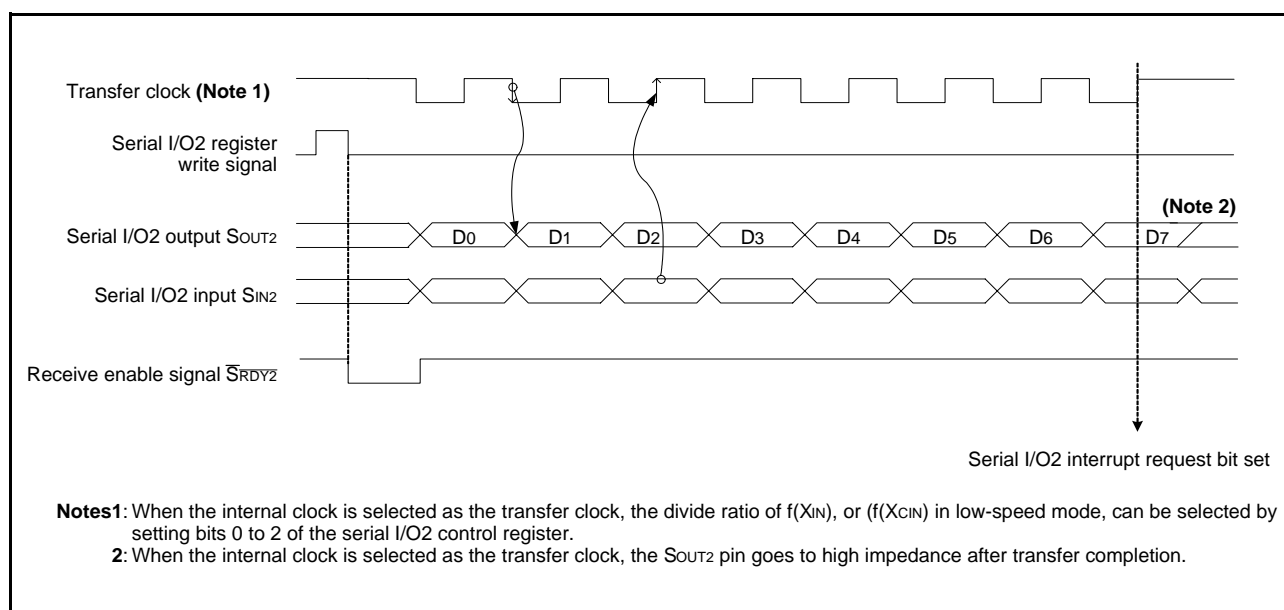 Transfer clock (Note 1)
Serial I/O2 register
write signal
(Note 2)
Serial I/O2 output SOUT2
D0 D1 D2 D3 D4 D5 D6 D7
Serial I/O2 input SIN2
Receive enable signal S̅R̅D̅Y̅2̅
Serial I/O2 interrupt request bit set
Notes1: When the internal clock is selected as the transfer clock, the divide ratio of f(XIN), or (f(XCIN) in low-speed mode, can be selected by
setting bits 0 to 2 of the serial I/O2 control register.
2: When the internal clock is selected as the transfer clock, the SOUT2 pin goes to high impedance after transfer completion.